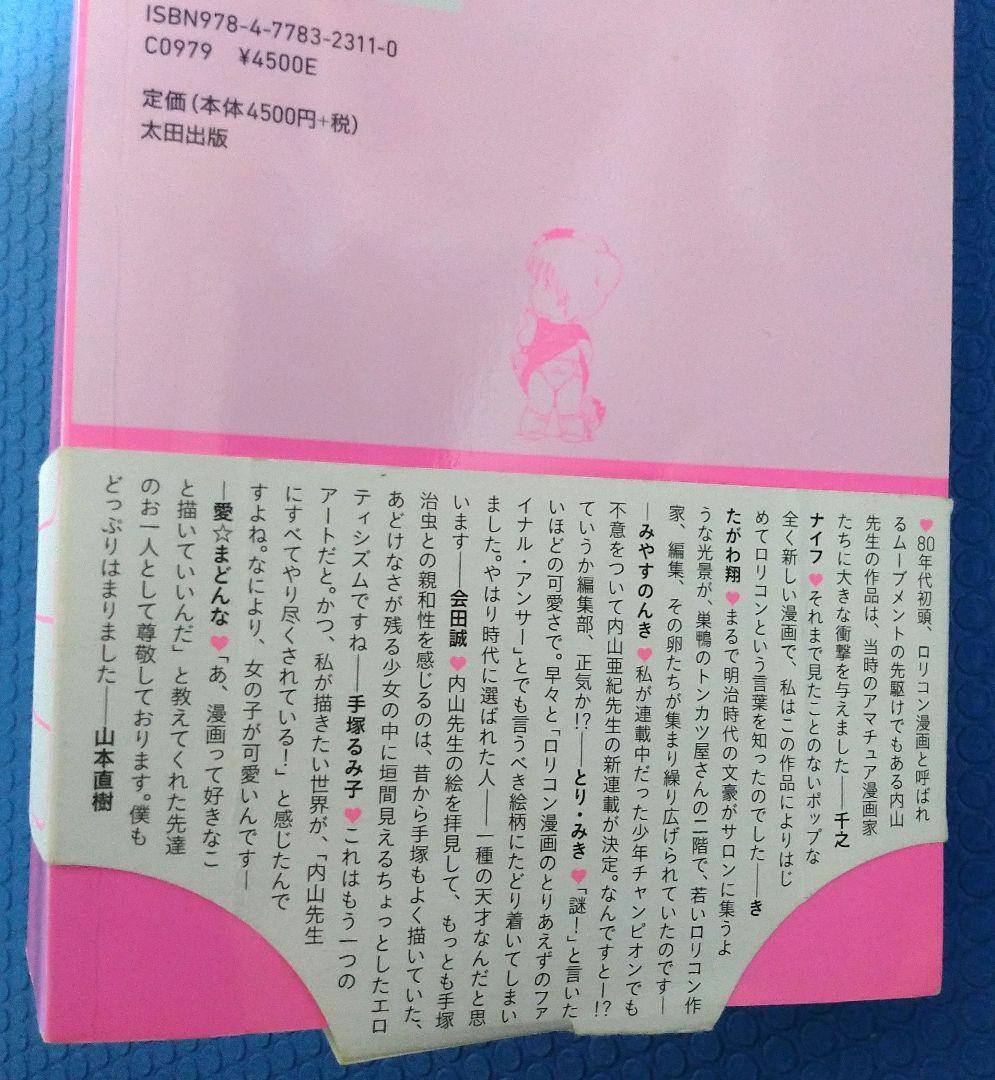 ISBN978-4-7783-2311-0
C0979 ¥4500E
定価(本体4500円+税)
太田出版
♥80年代初頭、ロリコン漫画と呼ばれ
るムーブメントの先駆けでもある内山
先生の作品は、当時のアマチュア漫画家
たちに大きな衝撃を与えました——千之
ナイフ♥それまで見たことのないポップな
全く新しい漫画で、私はこの作品によりはじ
めてロリコンという言葉を知ったのでした——き
たがわ翔♥まるで明治時代の文豪がサロンに集うよ
うな光景が、巣鴨のトンカツ屋さんの二階で、若いロリコン作
家、編集、その卵たちが集まり繰り広げられていたのです—
—みやすのんき♥私が連載中だった少年チャンピオンでも
不意をついて内山亜紀先生の新連載が決定。なんですとー!?
ていうか編集部、正気か!?——とり・みき♥「謎!」と言いた
いほどの可愛さで。早々と「ロリコン漫画のとりあえずのファ
イナル・アンサー」とでも言うべき絵柄にたどり着いてしまい
ました。やはり時代に選ばれた人——一種の天才なんだと思
います——会田誠♥内山先生の絵を拝見して、もっとも手塚
治虫との親和性を感じるのは、昔から手塚もよく描いていた、
あどけなさが残る少女の中に垣間見えるちょっとしたエロ
ティシズムですね——手塚るみ子♥これはもう一つの
アートだと。かつ、私が描きたい世界が、「内山先生
にすべてやり尽くされている!」と感じたんで
すよね。なにより、女の子が可愛いんです—
—愛☆まどんな♥「あ、漫画って好きなこ
と描いていいんだ」と教えてくれた先達
のお一人として尊敬しております。僕も
どっぷりはまりました——山本直樹